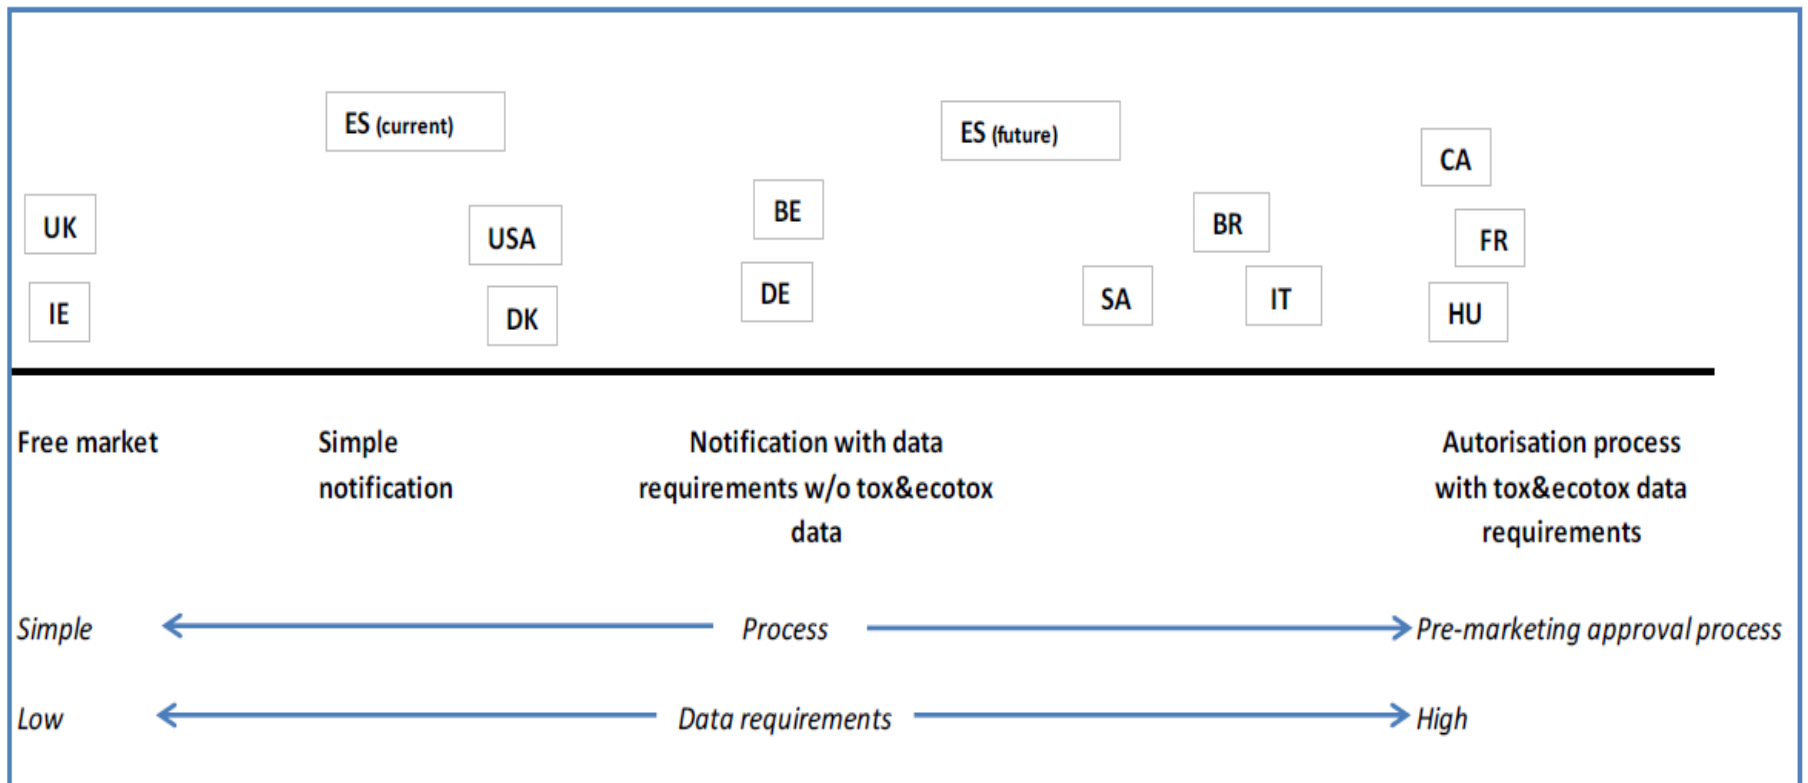 ES (current)
ES (future)
CA
UK
USA
BE
BR
FR
IE
DK
DE
SA
IT
HU
Free market
Simple
notification
Notification with data
requirements w/o tox&ecotox
data
Autorisation process
with tox&ecotox data
requirements
Simple
Process
Pre-marketing approval process
Low
Data requirements
High